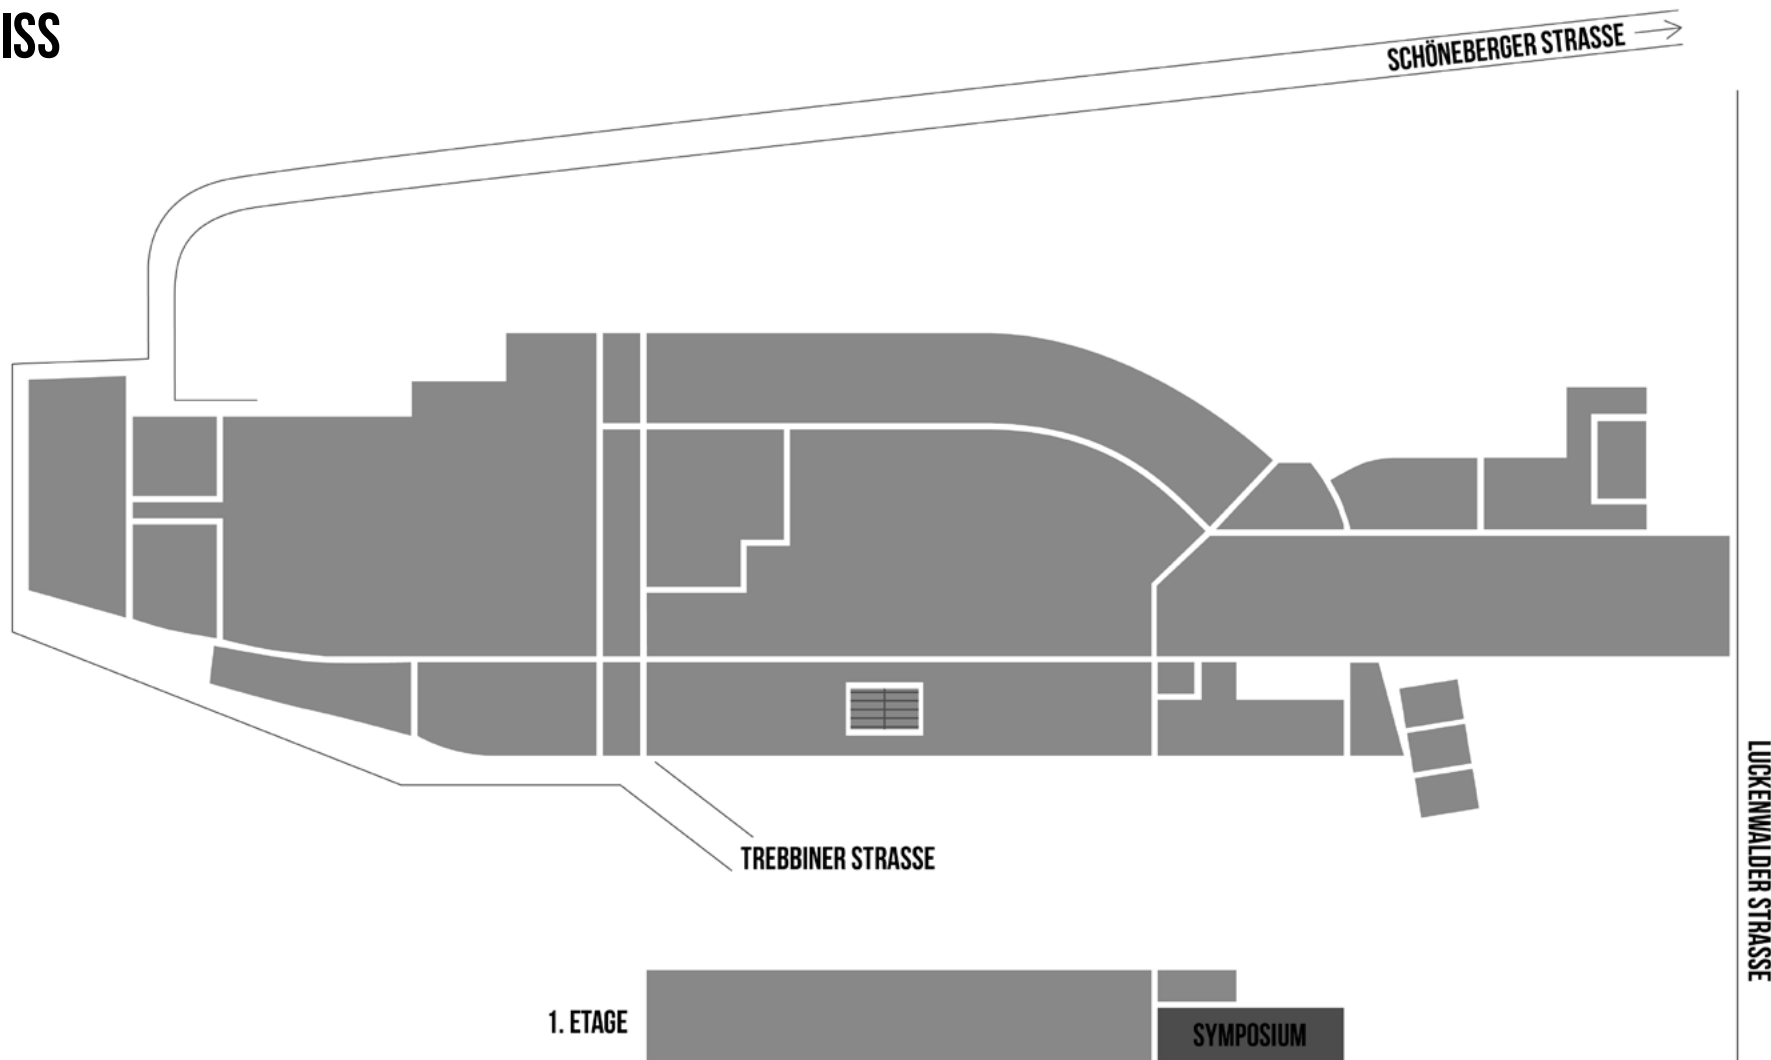 ISS
SCHÖNEBERGER STRASSE
LUCKENWALDER STRASSE
TREBBINER STRASSE
1. ETAGE
SYMPOSIUM